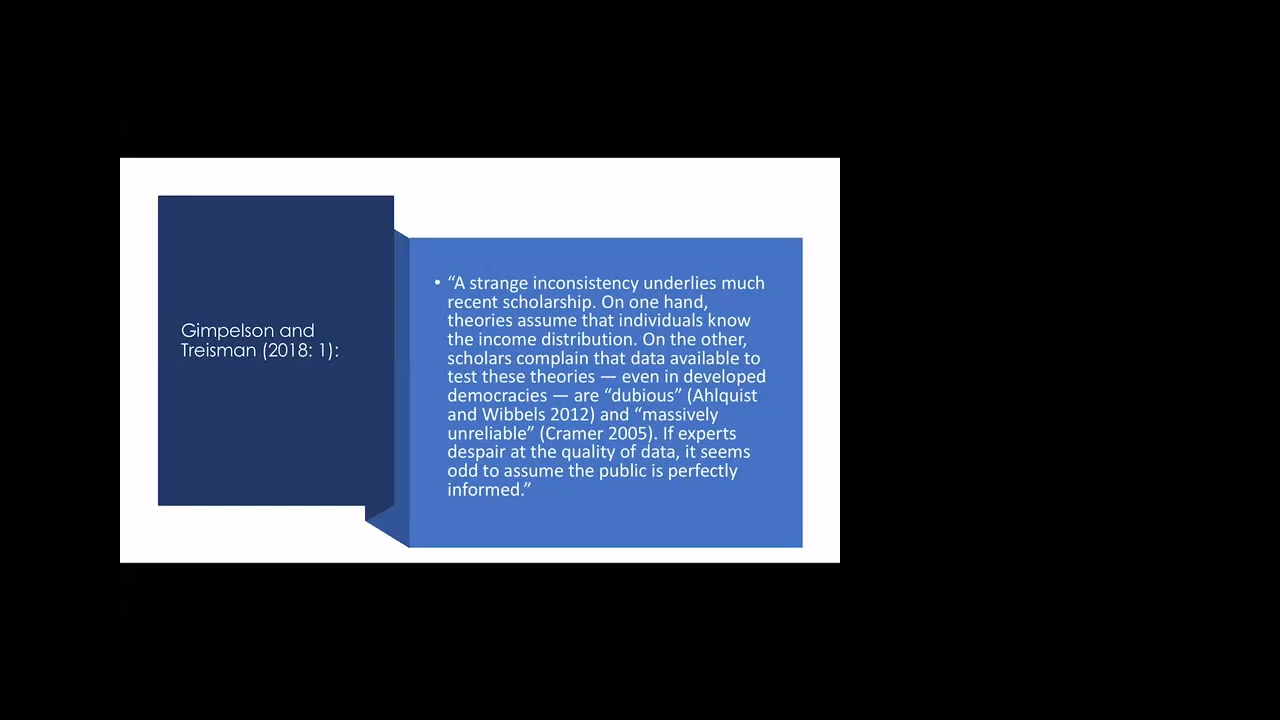 Gimpelson and
Treisman (2018: 1):
• “A strange inconsistency underlies much
recent scholarship. On one hand,
theories assume that individuals know
the income distribution. On the other,
scholars complain that data available to
test these theories — even in developed
democracies — are “dubious” (Ahlquist
and Wibbels 2012) and “massively
unreliable” (Cramer 2005). If experts
despair at the quality of data, it seems
odd to assume the public is perfectly
informed.”